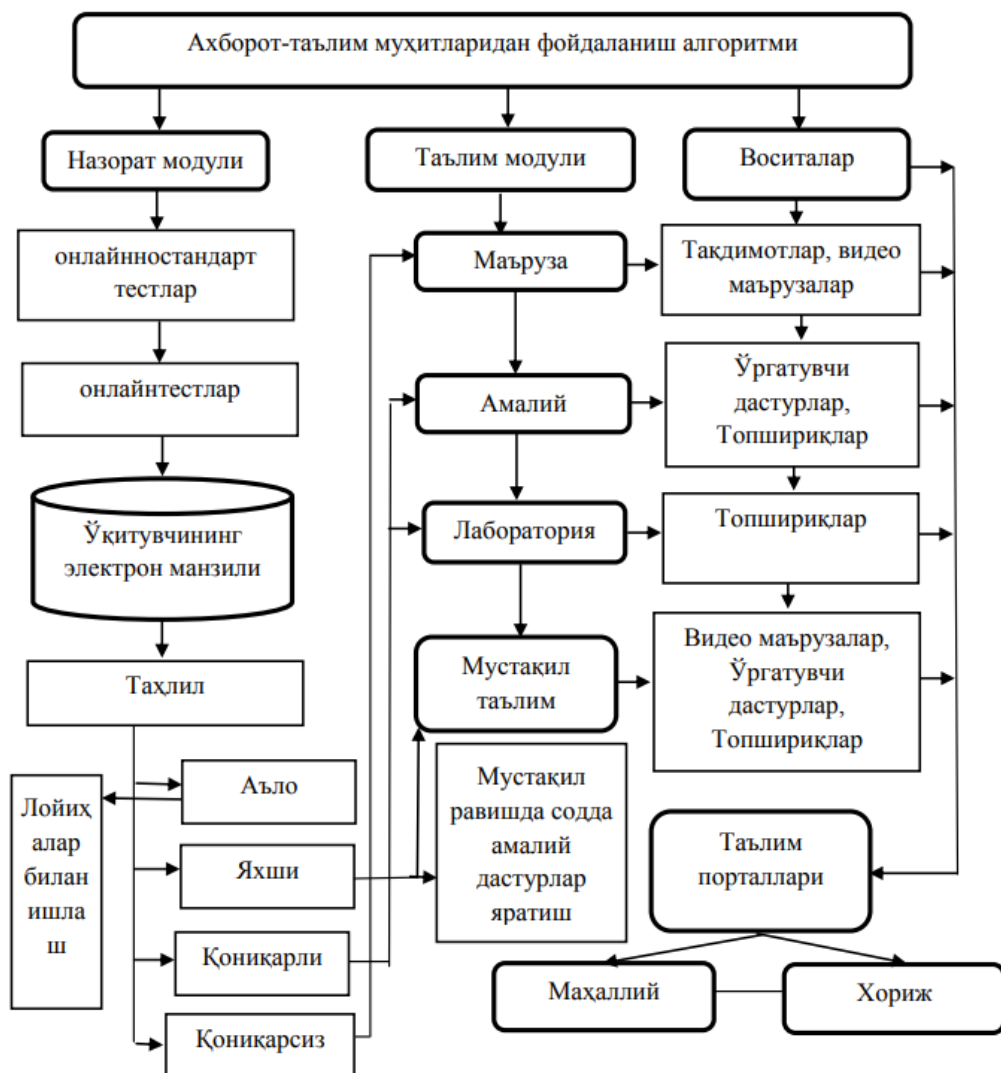 Ахборот-таълим муҳитларидан фойдаланиш алгоритми
Назорат модули
Таълим модули
Воситалар
онлайнностандарт
тестлар
Маъруза
Тақдимотлар, видео
маърузалар
онлайнтестлар
Амалий
Ўргатувчи
дастурлар,
Топшириқлар
Ўқитувчининг
электрон манзили
Лаборатория
Топшириқлар
Таҳлил
Мустақил
таълим
Видео маърузалар,
Ўргатувчи
дастурлар,
Топшириқлар
Лойиҳ
алар
билан
ишла
ш
Аъло
Яхши
Қониқарли
Қониқарсиз
Мустақил
равишда содда
амалий
дастурлар
яратиш
Таълим
порталлари
Маҳаллий
Хориж